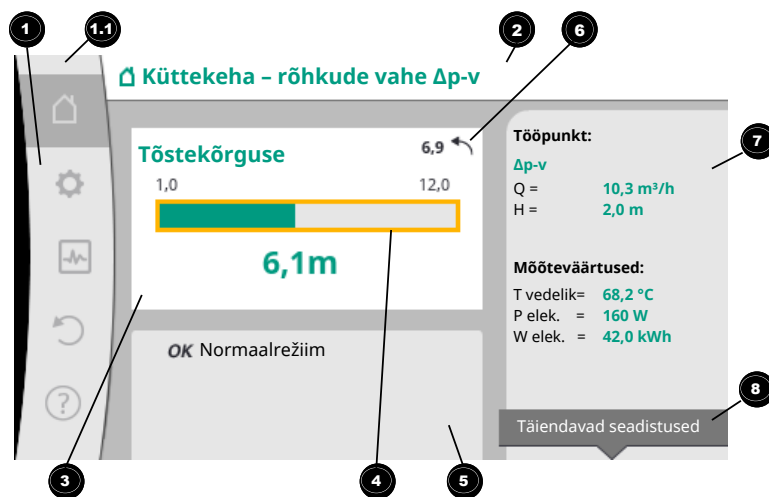 1
1.1
2
6
Küttekeha – rõhkude vahe Δp-v
Tõstekõrguse
6,9
1,0
12,0
6,1m
OK Normaalrežiim
Tööpunkt:
Δp-v
Q = 10,3 m³/h
H = 2,0 m
Mõõteväärtused:
T vedelik= 68,2 °C
P elek. = 160 W
W elek. = 42,0 kWh
Täiendavad seadistused
7
8
3
4
5
?